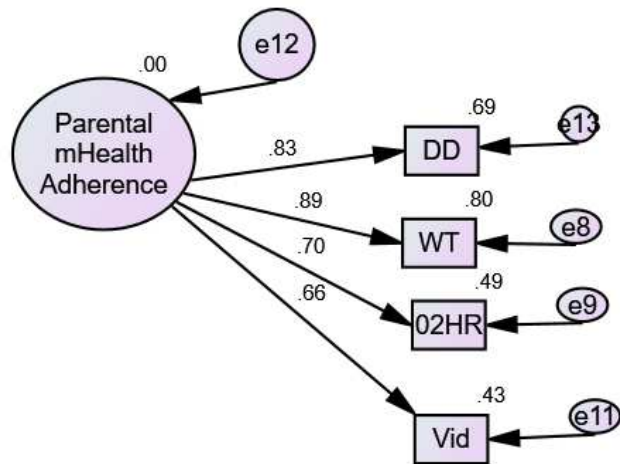 e12
.00
Parental
mHealth
Adherence
.69
e13
.83
DD
.89
.80
WT
e8
.70
.49
.66
02HR
e9
.43
Vid
e11